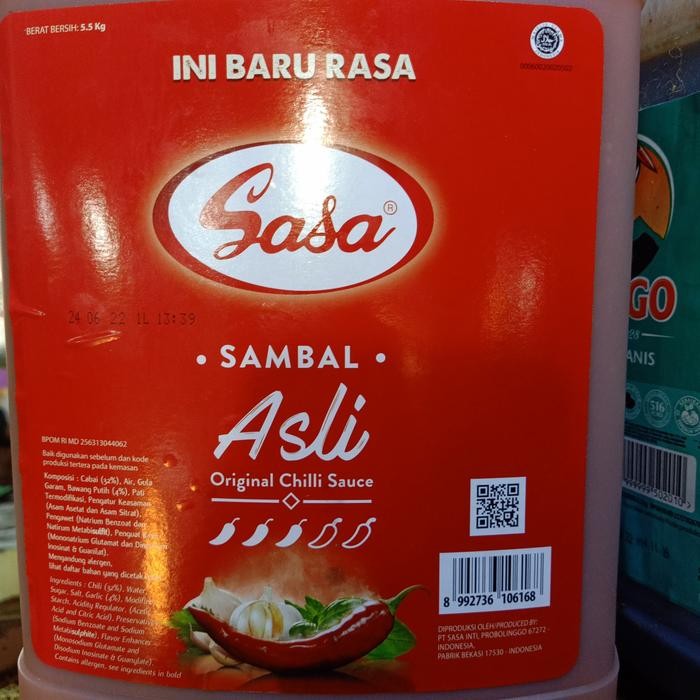 BERAT BERSIH: 5.5 Kg
INI BARU RASA
Sasa®
24 06 22 1L 13:39
• SAMBAL •
Asli
Original Chilli Sauce
BPOM RI MD 256313044062
Baik digunakan sebelum dan kode
produksi tertera pada kemasan
Komposisi : Cabai (32%), Air, Gula
Garam, Bawang Putih (4%), Pati
Termodifikasi, Pengatur Keasaman
(Asam Asetat dan Asam Sitrat),
Pengawet (Natrium Benzoat dan
Natrium Metabisulfit), Penguat
(Mononatrium Glutamat dan
Inosinat & Guanilat).
Mengandung alergen,
lihat daftar bahan yang dicetak
Ingredients : Chili (32%), Water
Sugar, Salt, Garlic (4%), Modified
Starch, Acidity Regulator, (Acetic
Acid and Citric Acid), Preservative
(Sodium Benzoate and Sodium
Metabisulphite), Flavor Enhancer
(Monosodium Glutamate and
Disodium Inosinate & Guanylate).
Contains allergen, see ingredients in bold
8 992736 106168
DIPRODUKSI OLEH/PRODUCED BY:
PT SASA INTI, PROBOLINGGO 67272 -
INDONESIA,
PABRIK BEKASI 17530 - INDONESIA
GO
ANIS